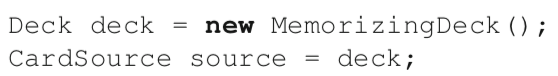 Deck deck = new MemorizingDeck();
CardSource source = deck;